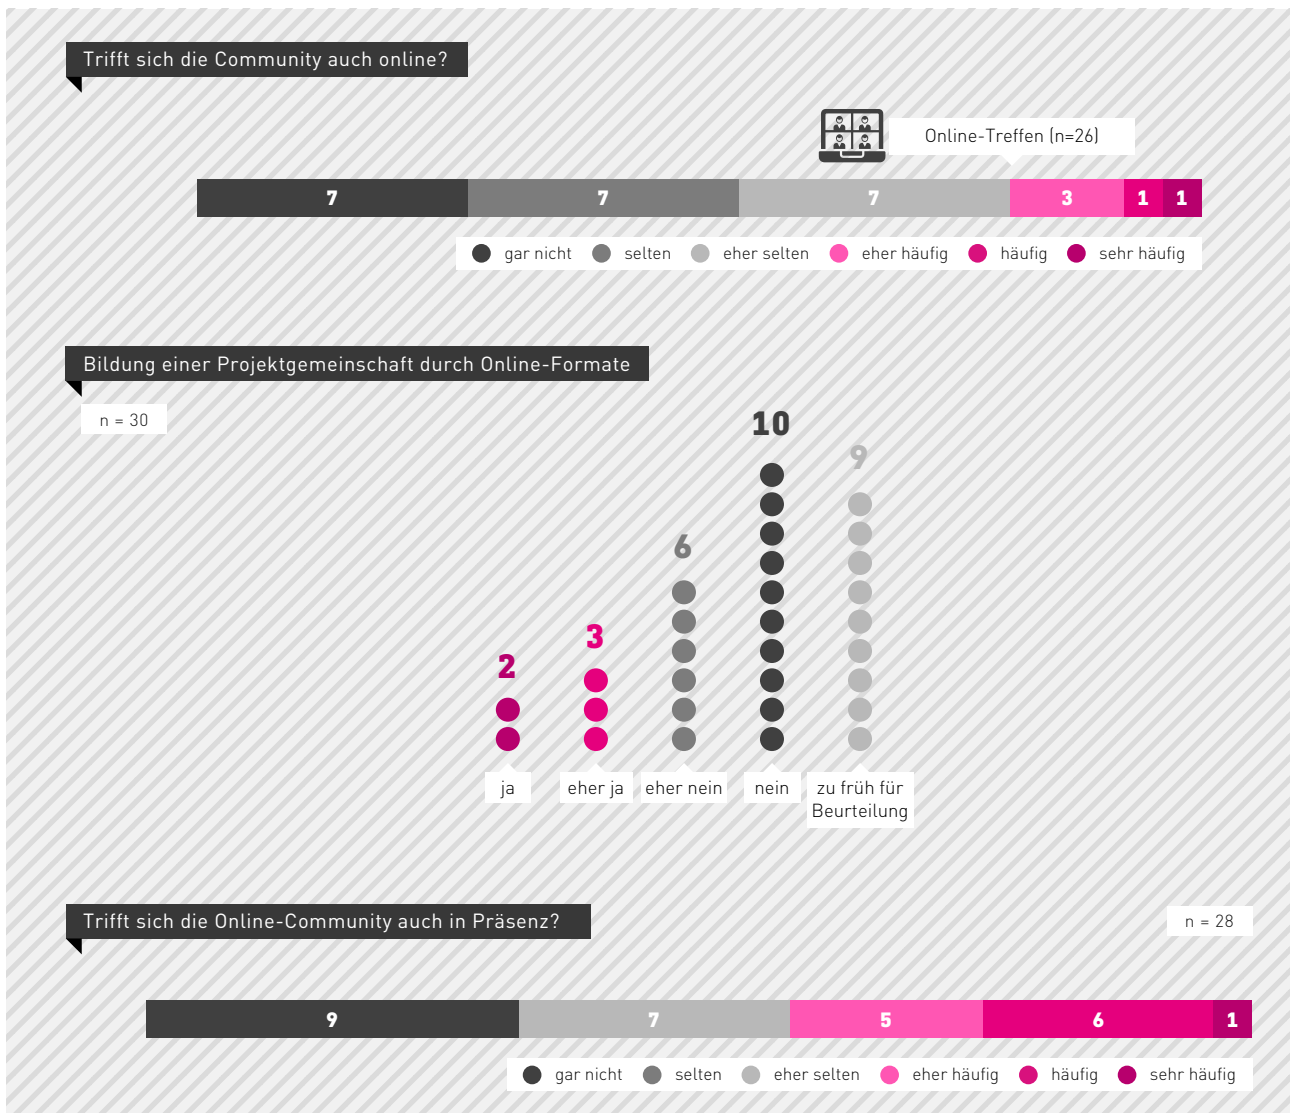 Trifft sich die Community auch online?
Online-Treffen (n=26)
7 7 7 3 1 1
gar nicht selten eher selten eher häufig häufig sehr häufig
Bildung einer Projektgemeinschaft durch Online-Formate
n = 30
10
9
6
3
2
ja eher ja eher nein nein zu früh für
Beurteilung
Trifft sich die Online-Community auch in Präsenz?
n = 28
9 7 5 6 1
gar nicht selten eher selten eher häufig häufig sehr häufig